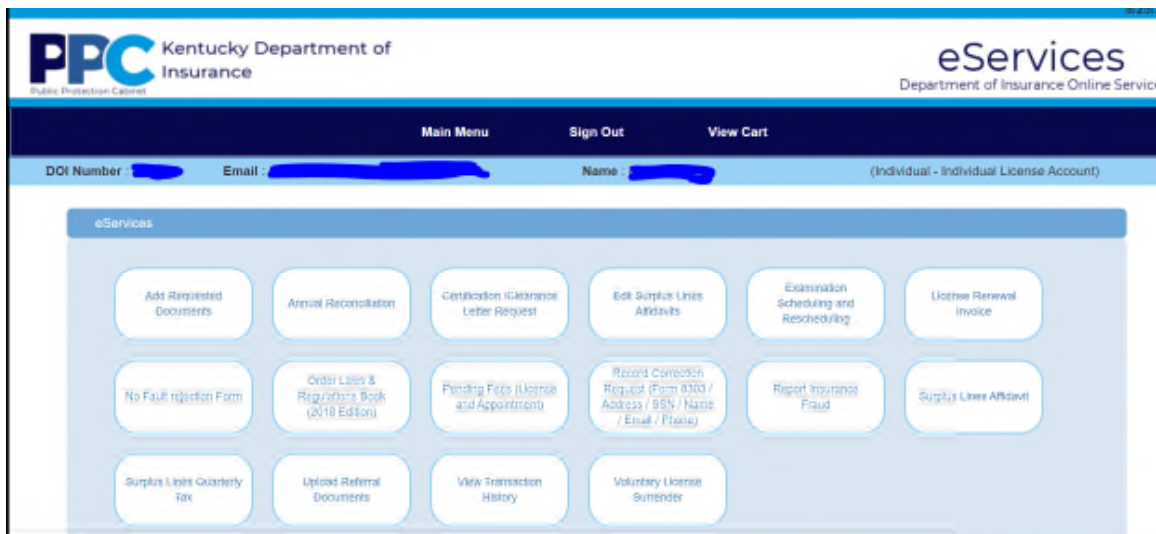 PPC
Kentucky Department of
Insurance
Public Protection Cabinet
eServices
Department of Insurance Online Service
Main Menu Sign Out View Cart
DOI Number : Email : Name : (Individual - Individual License Account)
eServices
Add Requested
Documents
Annual Reconciliation
Certification /Clearance
Letter Request
Edit Surplus Lines
Affidavits
Examination
Scheduling and
Rescheduling
License Renewal
Invoice
No Fault rejection Form
Order Laws &
Regulations Book
(2018 Edition)
Pending Fees (License
and Appointment)
Record Correction
Request (Form 8303 /
Address / SSN / Name
/ Email / Phone)
Report Insurance
Fraud
Surplus Lines Affidavit
Surplus Lines Quarterly
Tax
Upload Referral
Documents
View Transaction
History
Voluntary License
Surrender